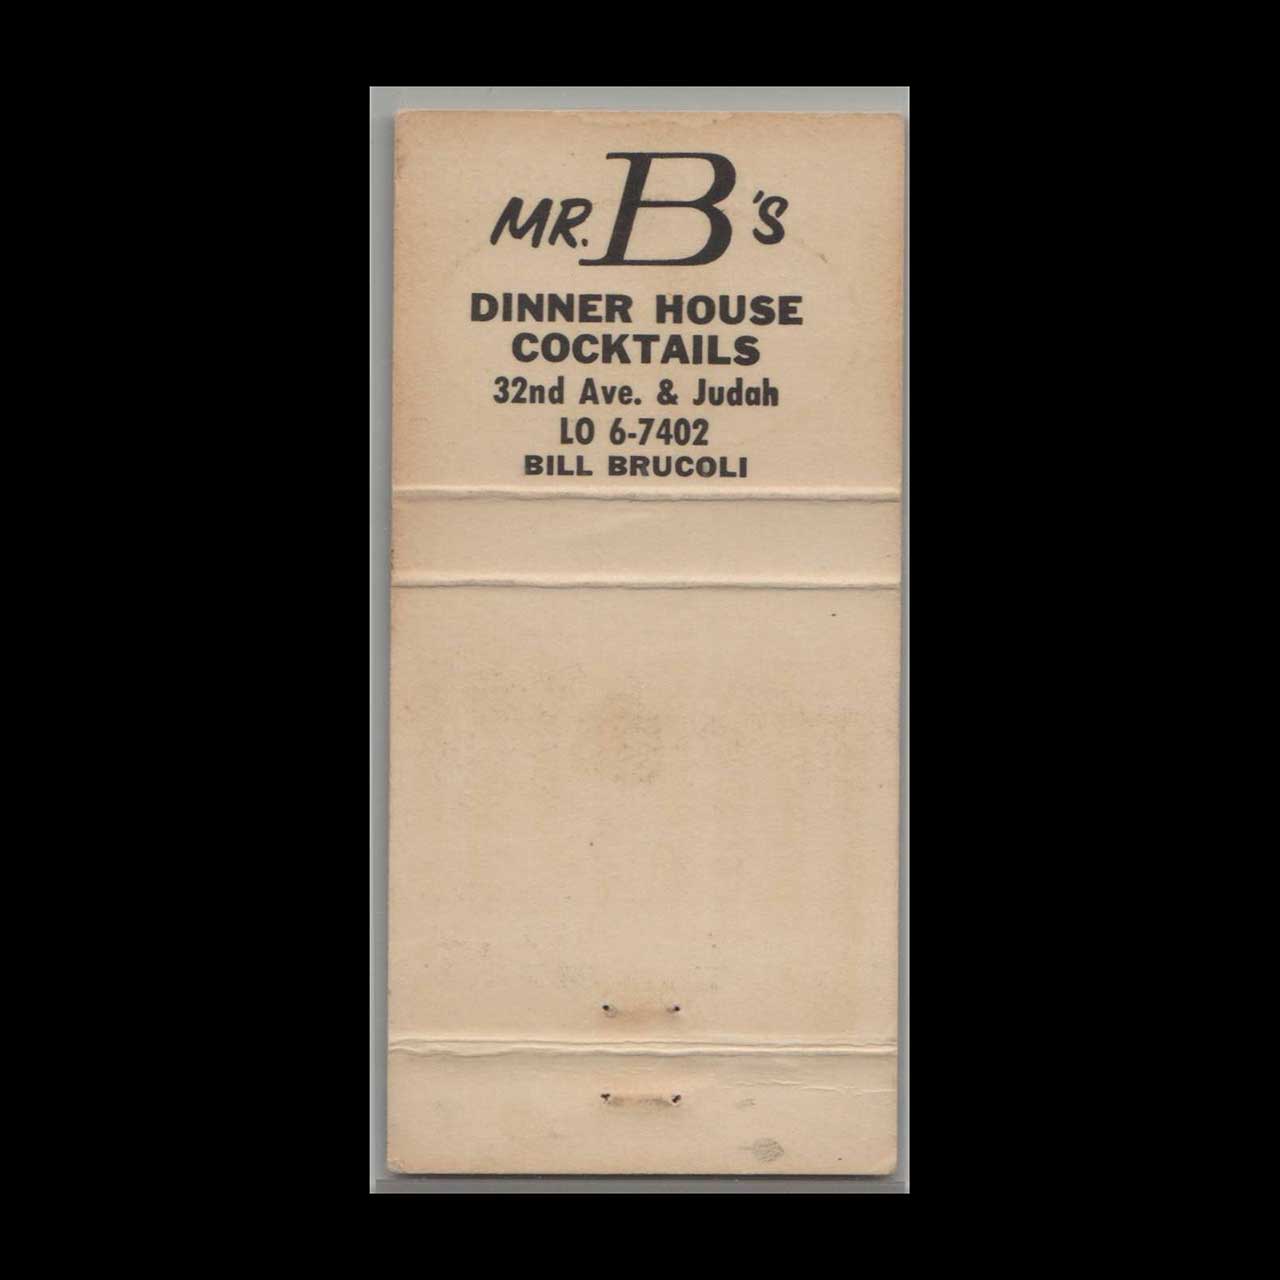 MR. B'S
DINNER HOUSE
COCKTAILS
32nd Ave. & Judah
LO 6-7402
BILL BRUCOLI